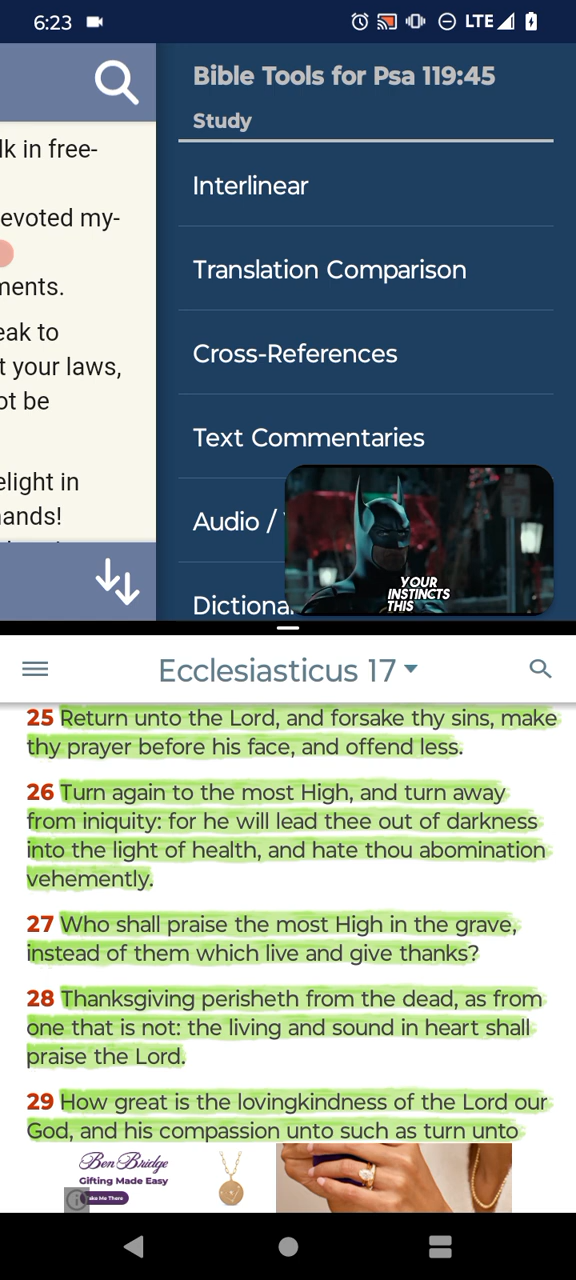 6:23
LTE
lk in free-
evoted my-
ments.
eak to
t your laws,
ot be
elight in
ands!
Bible Tools for Psa 119:45
Study
Interlinear
Translation Comparison
Cross-References
Text Commentaries
Audio /
Dictiona
YOUR
INSTINCTS
THIS
Ecclesiasticus 17
25 Return unto the Lord, and forsake thy sins, make
thy prayer before his face, and offend less.
26 Turn again to the most High, and turn away
from iniquity: for he will lead thee out of darkness
into the light of health, and hate thou abomination
vehemently.
27 Who shall praise the most High in the grave,
instead of them which live and give thanks?
28 Thanksgiving perisheth from the dead, as from
one that is not: the living and sound in heart shall
praise the Lord.
29 How great is the lovingkindness of the Lord our
God, and his compassion unto such as turn unto
Ben Bridge
Gifting Made Easy
ake Me There